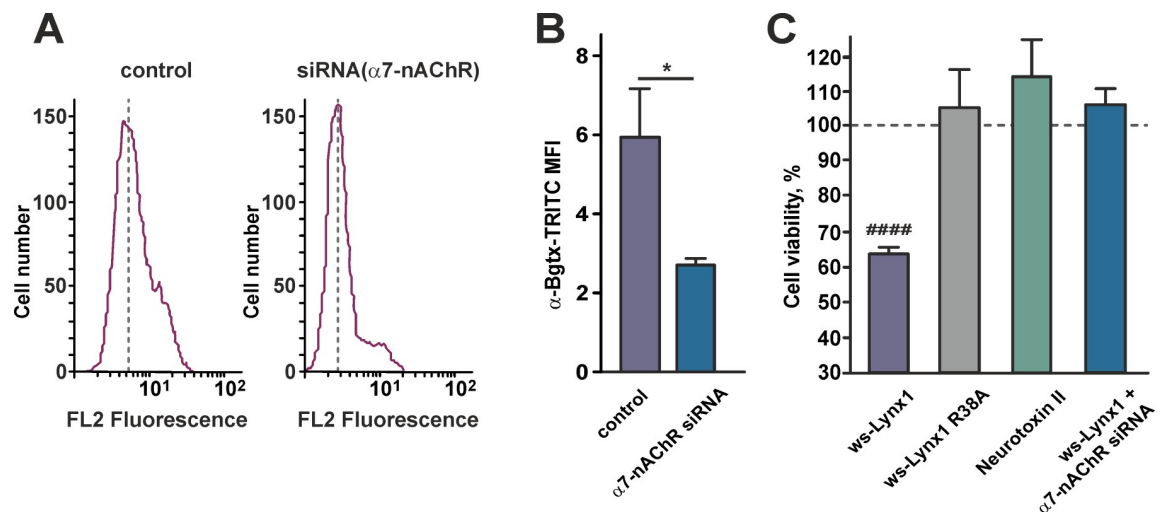 A
control
siRNA(α7-nAChR)
150
100
50
0
Cell number
10¹
10²
FL2 Fluorescence
150
100
50
0
Cell number
10¹
10²
FL2 Fluorescence
B
8
6
4
2
0
α-Bgtx-TRITC MFI
*
control
α7-nAChR siRNA
C
120
110
100
90
80
70
60
50
40
30
Cell viability, %
####
ws-Lynx1
ws-Lynx1 R38A
Neurotoxin II
ws-Lynx1 +
α7-nAChR siRNA